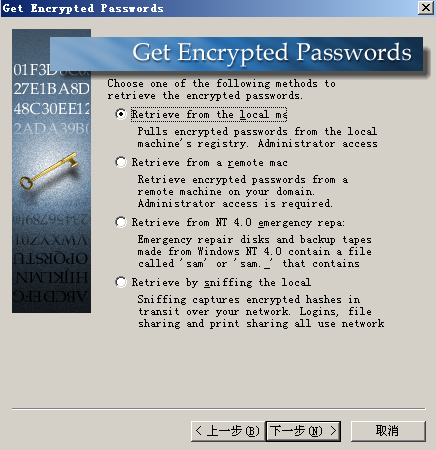 Get Encrypted Passwords
Get Encrypted Passwords
Choose one of the following methods to
retrieve the encrypted passwords.
Retrieve from the local ma
Pulls encrypted passwords from the local
machine's registry. Administrator access
Retrieve from a remote mac
Retrieve encrypted passwords from a
remote machine on your domain.
Administrator access is required.
Retrieve from NT 4.0 emergency repa:
Emergency repair disks and backup tapes
made from Windows NT 4.0 contain a file
called 'sam' or 'sam._' that contains
Retrieve by sniffing the local
Sniffing captures encrypted hashes in
transit over your network. Logins, file
sharing and print sharing all use network
01F3D0C0
27E1BA8D
48C30EE12
2ADA39B
< 上一步(B) 下一步(N) > 取消